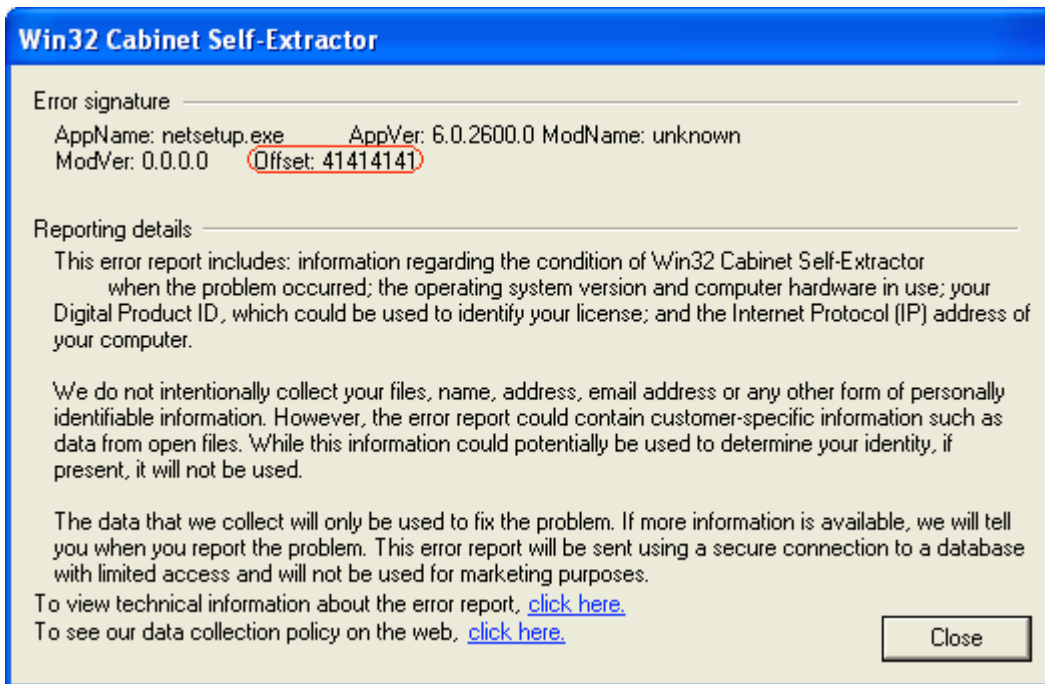 Win32 Cabinet Self-Extractor
Error signature
AppName: netsetup.exe AppVer: 6.0.2600.0 ModName: unknown
ModVer: 0.0.0.0 Offset: 41414141
Reporting details
This error report includes: information regarding the condition of Win32 Cabinet Self-Extractor
when the problem occurred; the operating system version and computer hardware in use; your
Digital Product ID, which could be used to identify your license; and the Internet Protocol (IP) address of
your computer.
We do not intentionally collect your files, name, address, email address or any other form of personally
identifiable information. However, the error report could contain customer-specific information such as
data from open files. While this information could potentially be used to determine your identity, if
present, it will not be used.
The data that we collect will only be used to fix the problem. If more information is available, we will tell
you when you report the problem. This error report will be sent using a secure connection to a database
with limited access and will not be used for marketing purposes.
To view technical information about the error report, click here.
To see our data collection policy on the web, click here.
Close